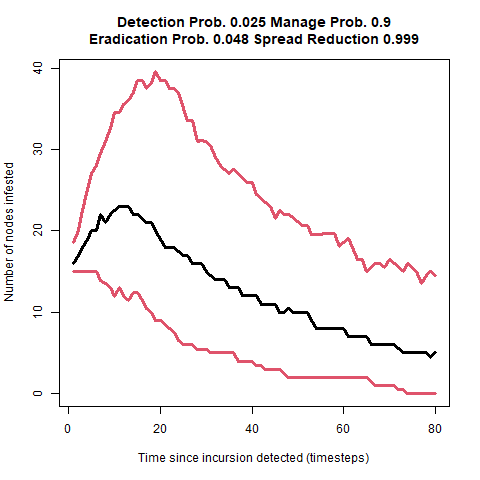 Detection Prob. 0.025 Manage Prob. 0.9
Eradication Prob. 0.048 Spread Reduction 0.999
Number of nodes infested
40
30
20
10
0
0 20 40 60 80
Time since incursion detected (timesteps)